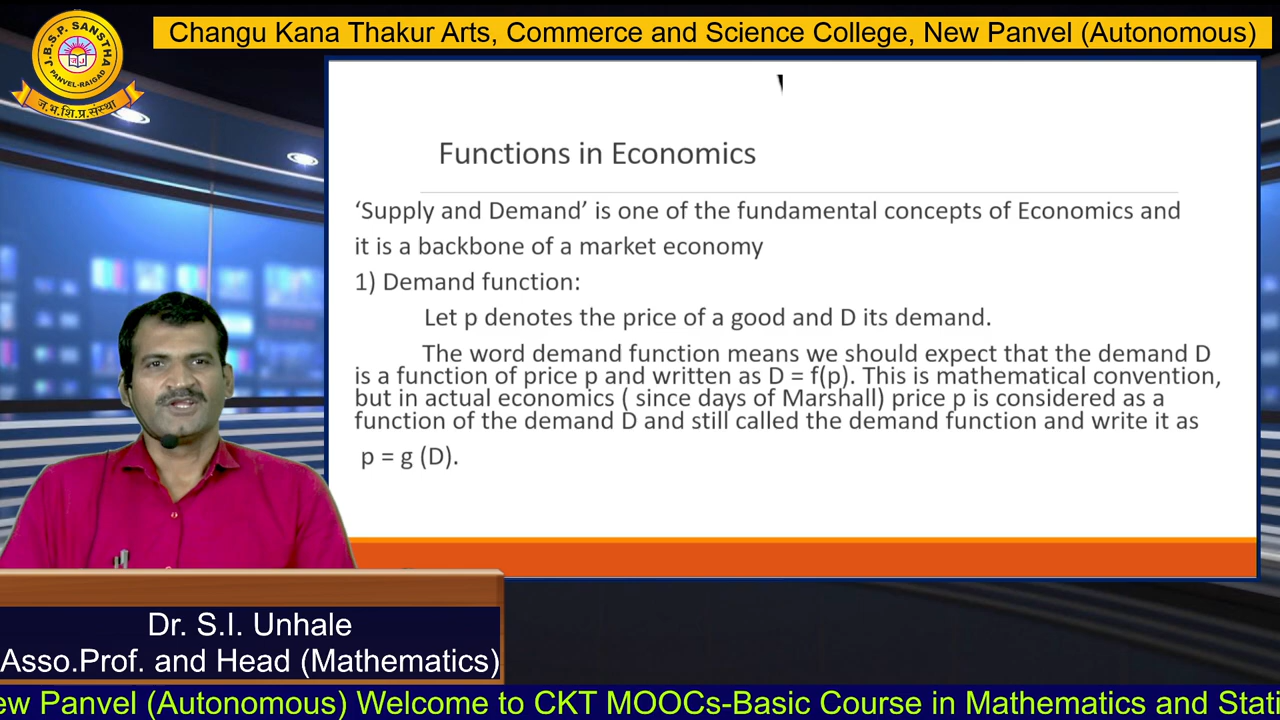 Changu Kana Thakur Arts, Commerce and Science College, New Panvel (Autonomous)
J.B.S.P. SANSTHA
PANVEL-RAIGAD
ज.भ.शि.प्र.संस्था
Functions in Economics
‘Supply and Demand’ is one of the fundamental concepts of Economics and
it is a backbone of a market economy
1) Demand function:
Let p denotes the price of a good and D its demand.
The word demand function means we should expect that the demand D
is a function of price p and written as D = f(p). This is mathematical convention,
but in actual economics ( since days of Marshall) price p is considered as a
function of the demand D and still called the demand function and write it as
p = g (D).
Dr. S.I. Unhale
Asso.Prof. and Head (Mathematics)
ew Panvel (Autonomous) Welcome to CKT MOOCs-Basic Course in Mathematics and Stati